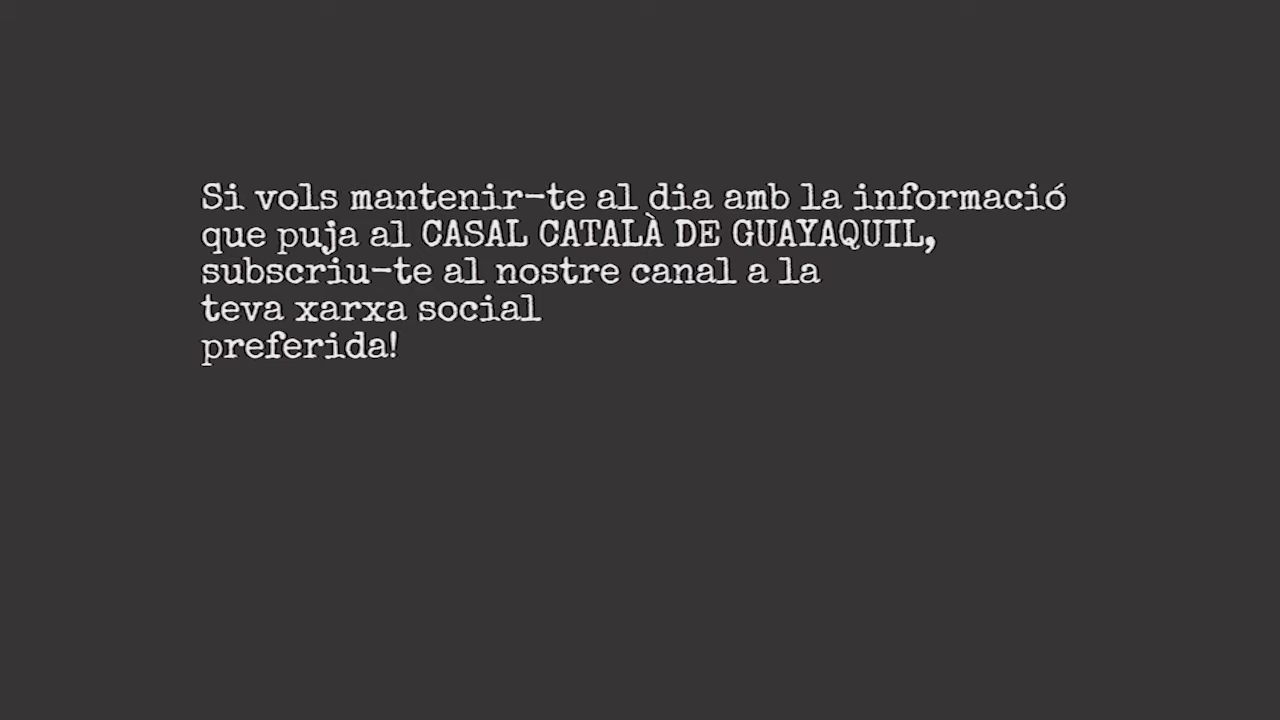 Si vols mantenir-te al dia amb la informació
que puja al CASAL CATALÀ DE GUAYAQUIL,
subscriu-te al nostre canal a la
teva xarxa social
preferida!